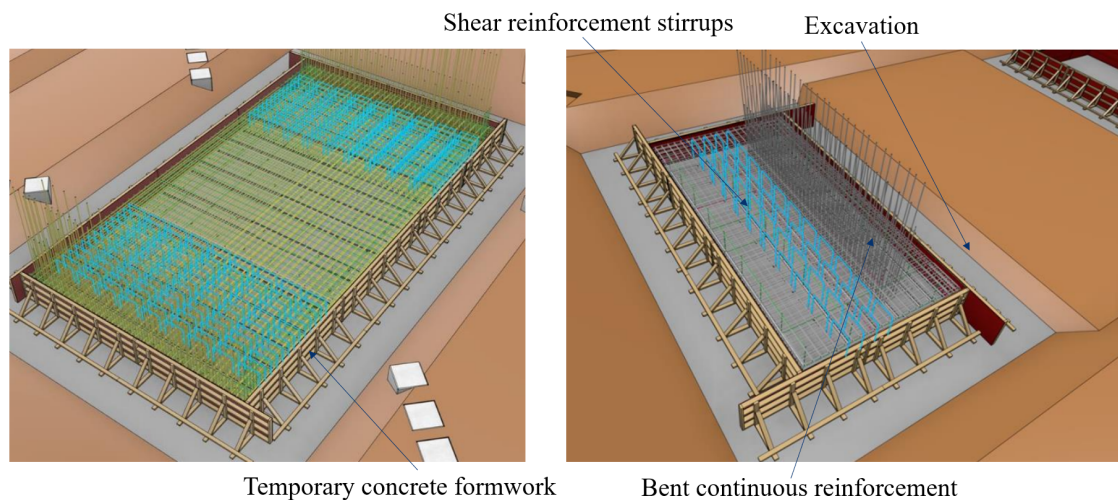 Shear reinforcement stirrups
Excavation
Temporary concrete formwork
Bent continuous reinforcement